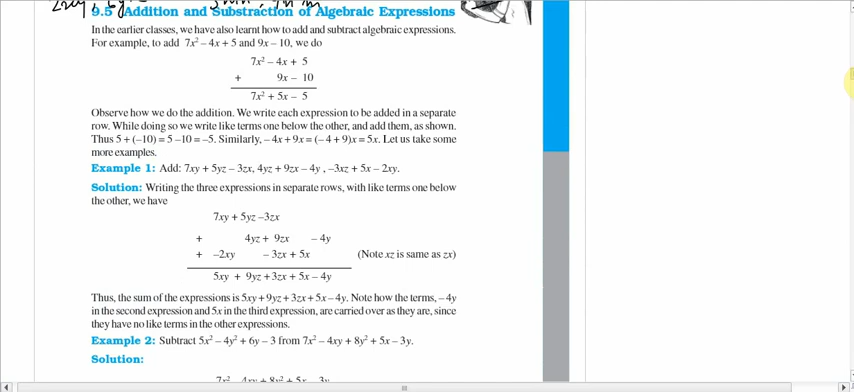 9.5 Addition and Substraction of Algebraic Expressions
In the earlier classes, we have also learnt how to add and subtract algebraic expressions.
For example, to add 7x² – 4x + 5 and 9x – 10, we do
7x² – 4x + 5
+ 9x – 10
7x² + 5x – 5
Observe how we do the addition. We write each expression to be added in a separate
row. While doing so we write like terms one below the other, and add them, as shown.
Thus 5 + (–10) = 5 –10 = –5. Similarly, – 4x + 9x = (– 4 + 9)x = 5x. Let us take some
more examples.
Example 1: Add: 7xy + 5yz – 3zx, 4yz + 9zx – 4y , –3xz + 5x – 2xy.
Solution: Writing the three expressions in separate rows, with like terms one below
the other, we have
7xy + 5yz –3zx
+ 4yz + 9zx – 4y
+ –2xy – 3zx + 5x (Note xz is same as zx)
5xy + 9yz +3zx + 5x – 4y
Thus, the sum of the expressions is 5xy + 9yz + 3zx + 5x – 4y. Note how the terms, – 4y
in the second expression and 5x in the third expression, are carried over as they are, since
they have no like terms in the other expressions.
Example 2: Subtract 5x² – 4y² + 6y – 3 from 7x² – 4xy + 8y² + 5x – 3y.
Solution: